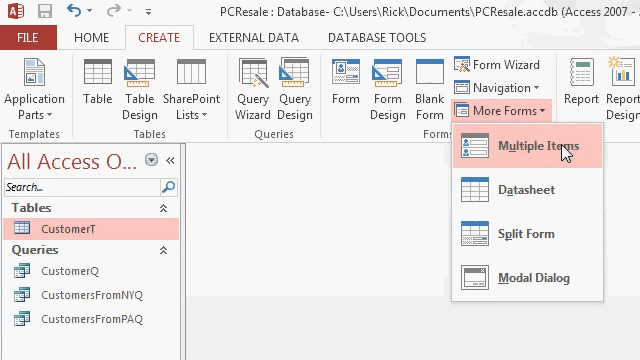 PCResale : Database- C:\Users\Rick\Documents\PCResale.accdb (Access 2007 -
FILE HOME CREATE EXTERNAL DATA DATABASE TOOLS
Application Parts
Templates
Table
Table Design
SharePoint Lists
Tables
Query Wizard
Query Design
Queries
Form
Form Design
Blank Form
Form Wizard
Navigation
More Forms
Forms
Report
Report Design
Multiple Items
Datasheet
Split Form
Modal Dialog
All Access O...
Search...
Tables
CustomerT
Queries
CustomerQ
CustomersFromNYQ
CustomersFromPAQ